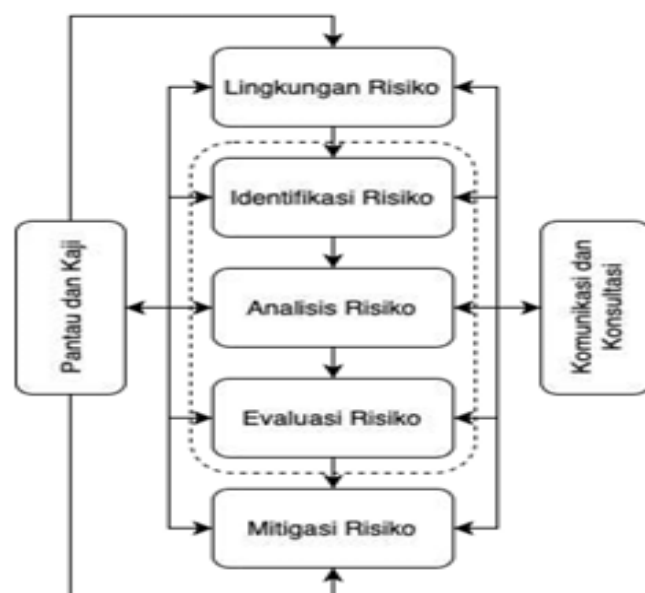 Lingkungan Risiko
Identifikasi Risiko
Pantau dan Kaji
Analisis Risiko
Komunikasi dan
Konsultasi
Evaluasi Risiko
Mitigasi Risiko